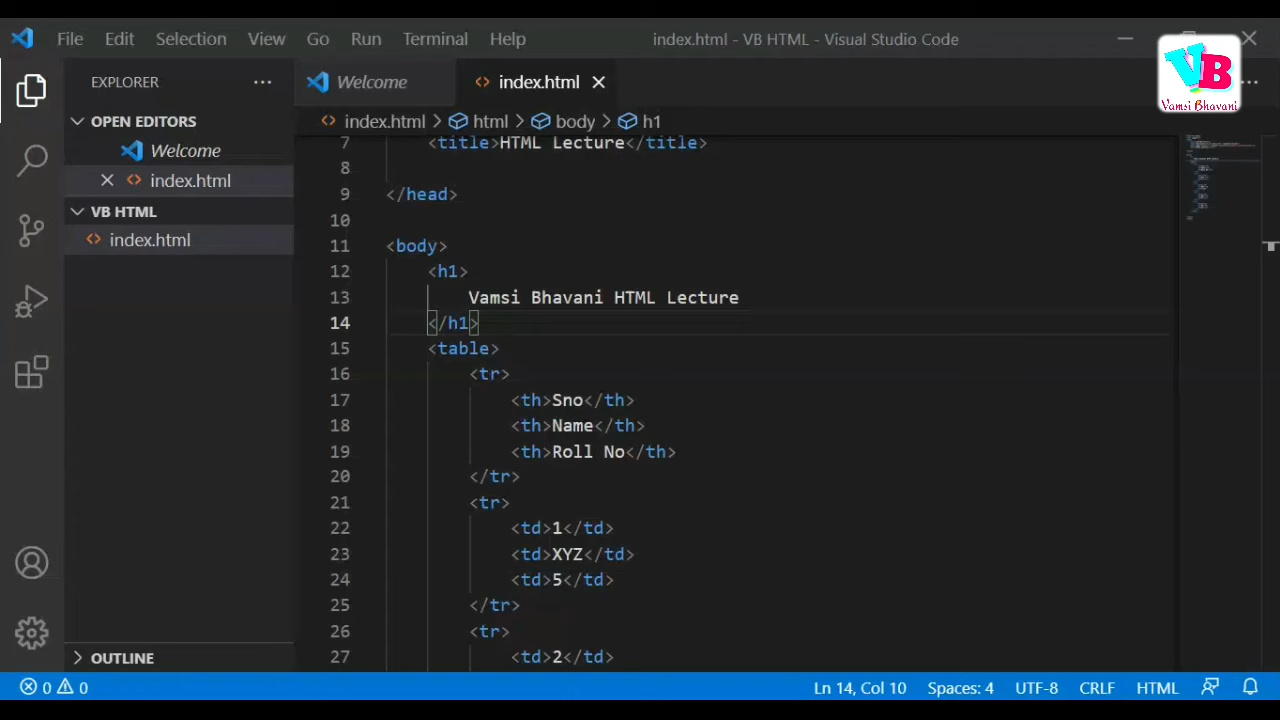 File Edit Selection View Go Run Terminal Help
index.html - VB HTML - Visual Studio Code
VB
Vamsi Bhavani
EXPLORER
Welcome
index.html
OPEN EDITORS
Welcome
index.html
VB HTML
index.html
OUTLINE
index.html > html > body > h1
7 <title>HTML Lecture</title>
8
9 </head>
10
11 <body>
12 <h1>
13 Vamsi Bhavani HTML Lecture
14 </h1>
15 <table>
16 <tr>
17 <th>Sno</th>
18 <th>Name</th>
19 <th>Roll No</th>
20 </tr>
21 <tr>
22 <td>1</td>
23 <td>XYZ</td>
24 <td>5</td>
25 </tr>
26 <tr>
27 <td>2</td>
0 0 Ln 14, Col 10 Spaces: 4 UTF-8 CRLF HTML